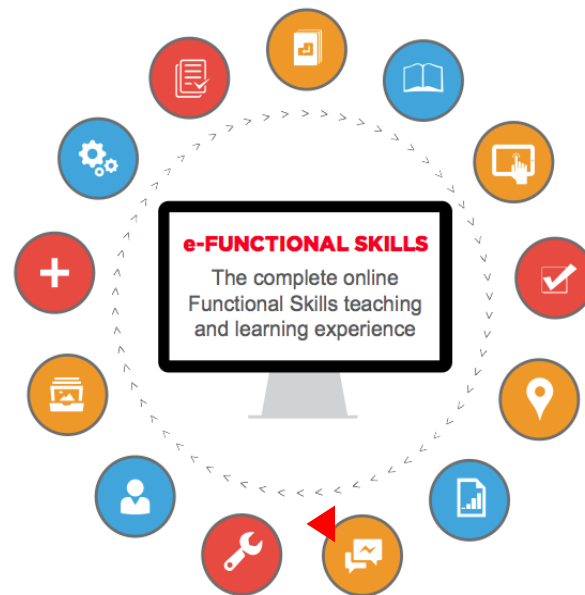 e-FUNCTIONAL SKILLS
The complete online
Functional Skills teaching
and learning experience